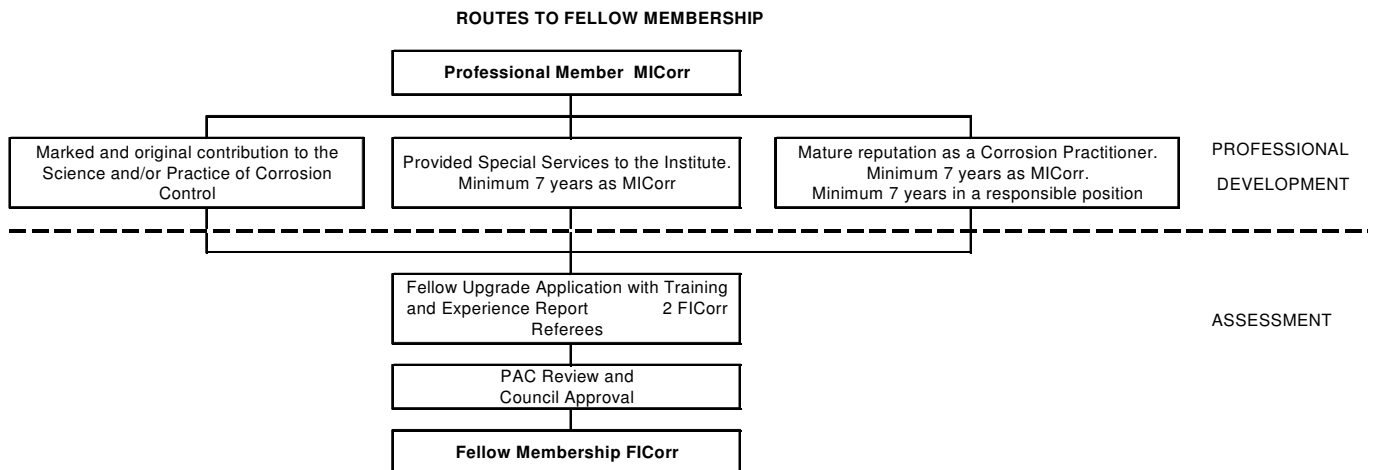 ROUTES TO FELLOW MEMBERSHIP
Professional Member MICorr
Marked and original contribution to the
Science and/or Practice of Corrosion
Control
Provided Special Services to the Institute.
Minimum 7 years as MICorr
Mature reputation as a Corrosion Practitioner.
Minimum 7 years as MICorr.
Minimum 7 years in a responsible position
PROFESSIONAL
DEVELOPMENT
Fellow Upgrade Application with Training
and Experience Report 2 FICorr
Referees
ASSESSMENT
PAC Review and
Council Approval
Fellow Membership FICorr